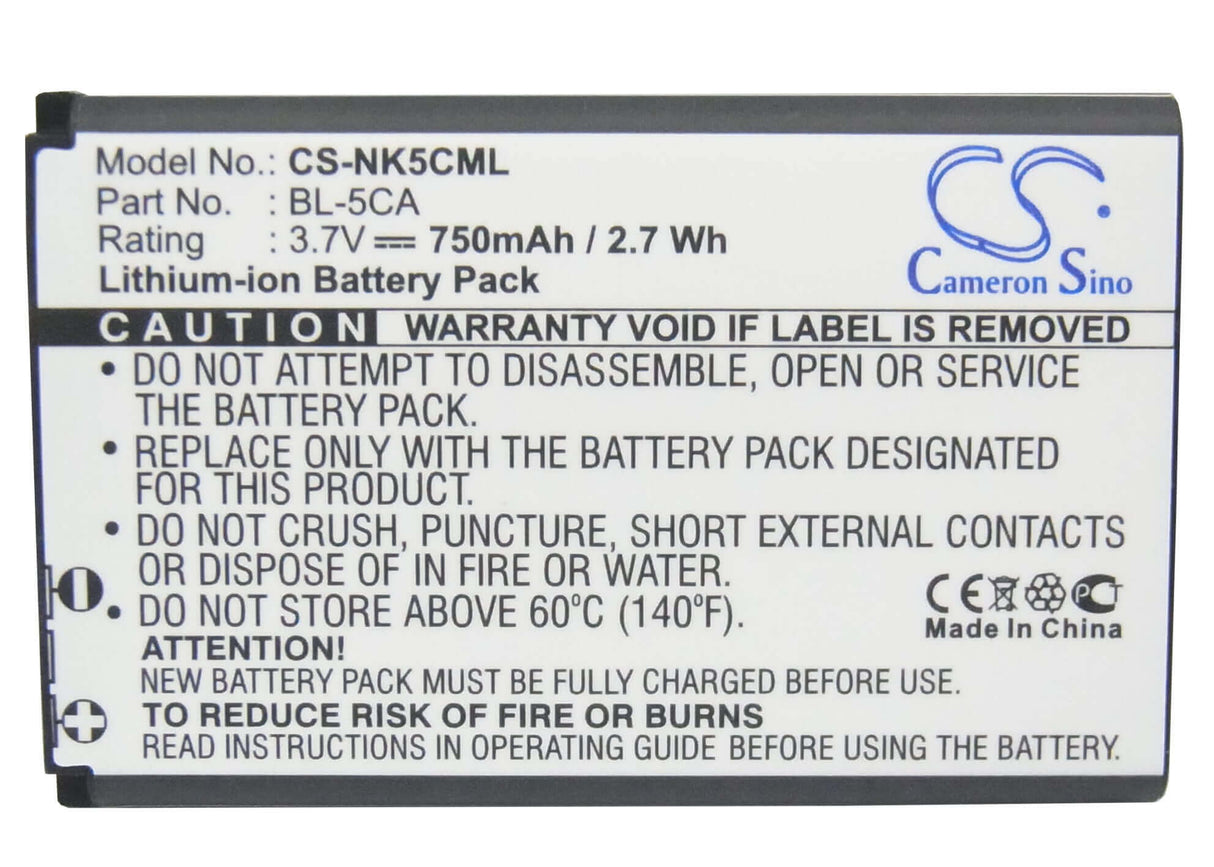 Model No.: CS-NK5CML
Part No. : BL-5CA
Rating : 3.7V 750mAh / 2.7 Wh
Lithium-ion Battery Pack
CS
Cameron Sino
CAUTION WARRANTY VOID IF LABEL IS REMOVED
• DO NOT ATTEMPT TO DISASSEMBLE, OPEN OR SERVICE
THE BATTERY PACK.
• REPLACE ONLY WITH THE BATTERY PACK DESIGNATED
FOR THIS PRODUCT.
• DO NOT CRUSH, PUNCTURE, SHORT EXTERNAL CONTACTS
OR DISPOSE OF IN FIRE OR WATER.
• DO NOT STORE ABOVE 60°C (140°F).
CE PCT
Made In China
ATTENTION!
NEW BATTERY PACK MUST BE FULLY CHARGED BEFORE USE.
TO REDUCE RISK OF FIRE OR BURNS
READ INSTRUCTIONS IN OPERATING GUIDE BEFORE USING THE BATTERY.